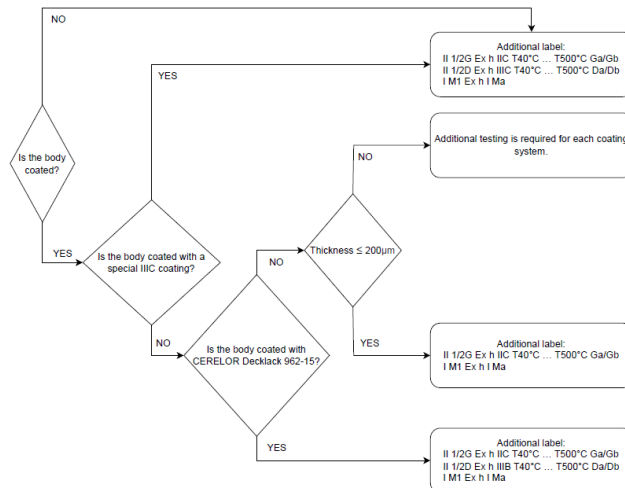 NO
Additional label:
II 1/2G Ex h IIC T40°C ... T500°C Ga/Gb
II 1/2D Ex h IIIC T40°C ... T500°C Da/Db
I M1 Ex h I Ma
YES
Additional testing is required for each coating
system.
NO
Is the body
coated?
YES
Is the body coated with a
special IIIC coating?
NO
Thickness ≤ 200µm
NO
Is the body coated with
CERELOR Decklack 962-15?
YES
Additional label:
II 1/2G Ex h IIC T40°C ... T500°C Ga/Gb
I M1 Ex h I Ma
YES
Additional label:
II 1/2G Ex h IIC T40°C ... T500°C Ga/Gb
II 1/2D Ex h IIIB T40°C ... T500°C Da/Db
I M1 Ex h I Ma